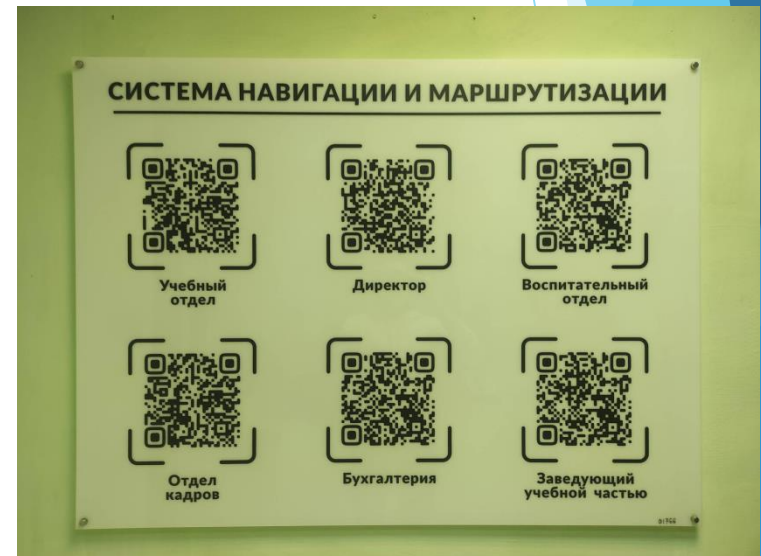 СИСТЕМА НАВИГАЦИИ И МАРШРУТИЗАЦИИ
Учебный
отдел
Директор
Воспитательный
отдел
Отдел
кадров
Бухгалтерия
Заведующий
учебной частью